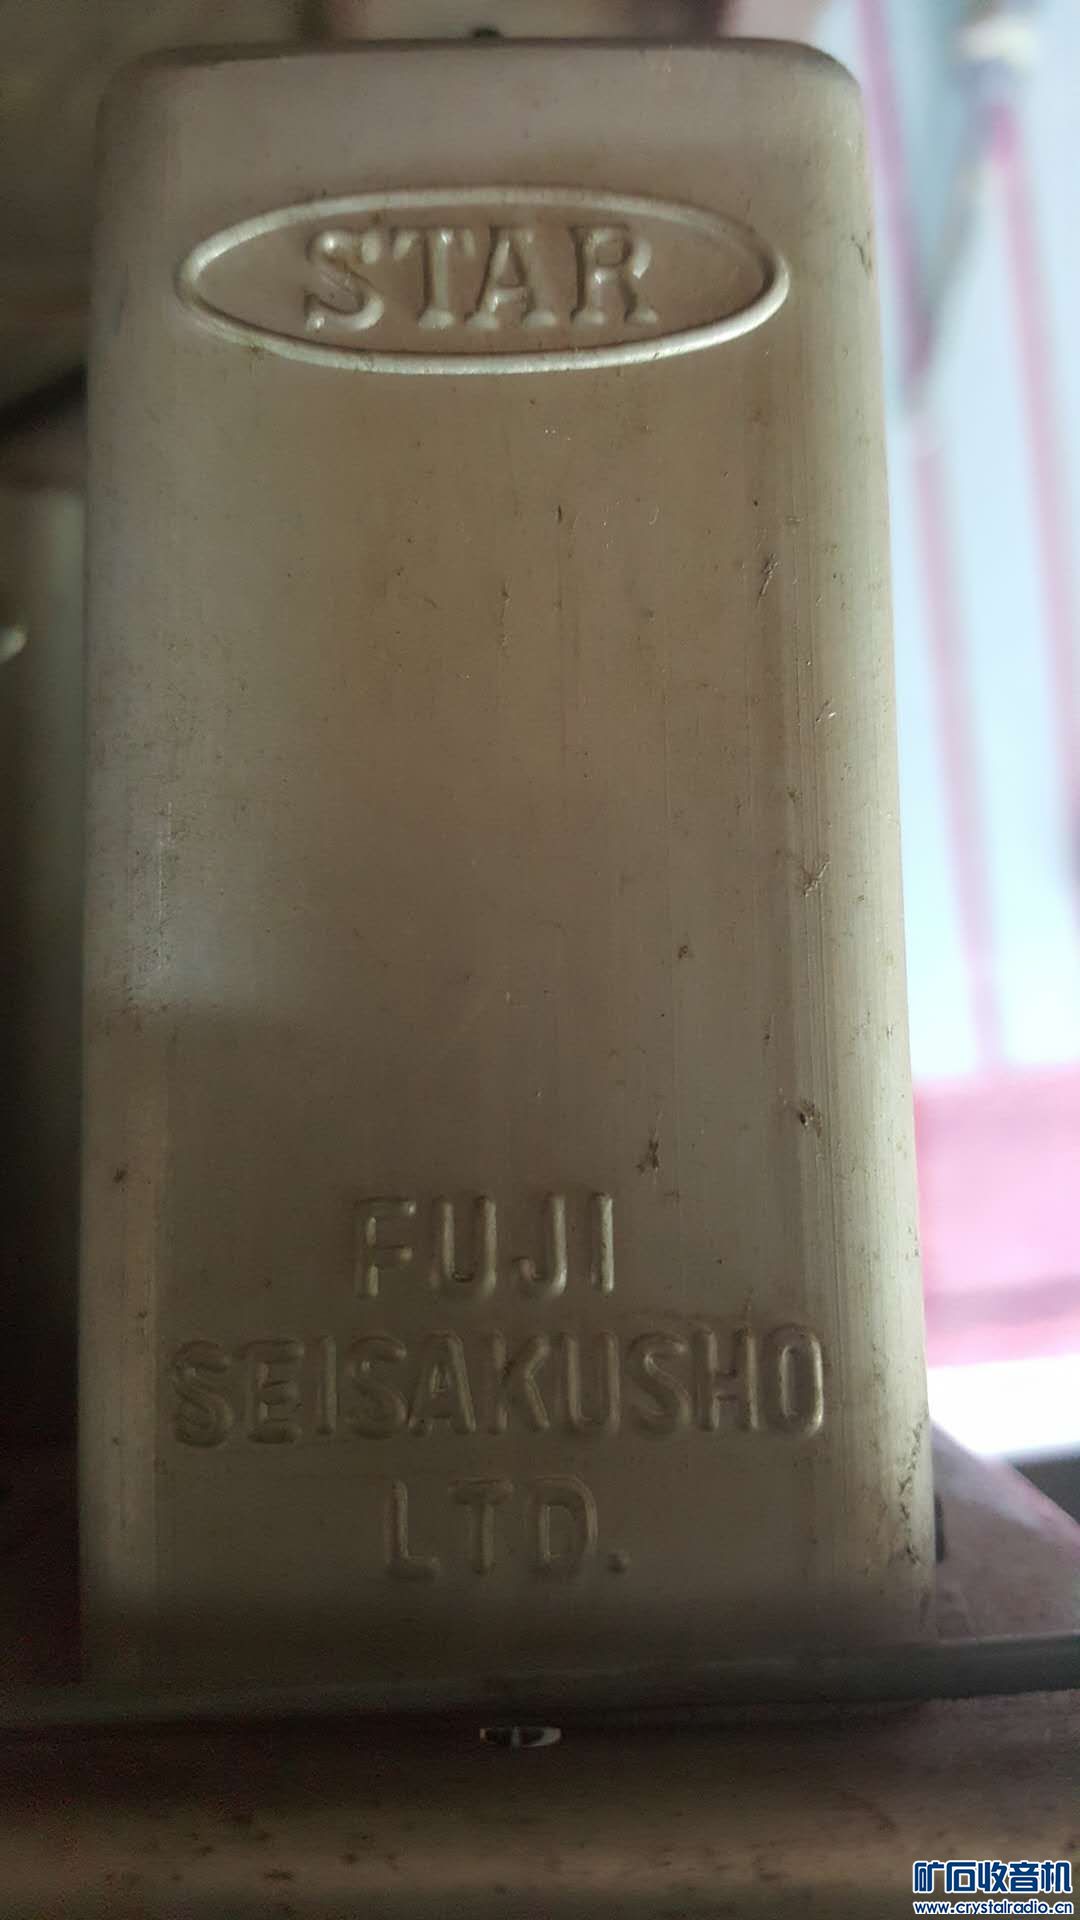 STAR
FUJI
SEISAKUSHO
LTD.
矿石收音机
www.crystalradio.cn